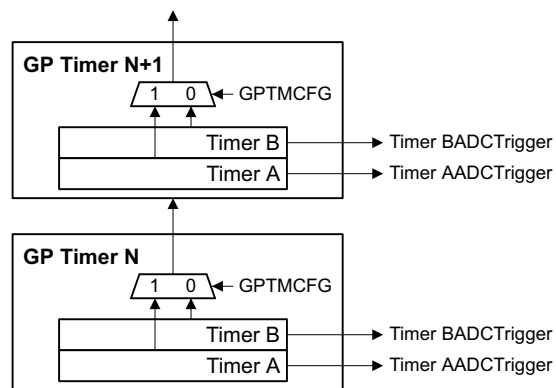 GP Timer N+1
1 0
GPTMCFG
Timer B
Timer BADCTrigger
Timer A
Timer AADCTrigger
GP Timer N
1 0
GPTMCFG
Timer B
Timer BADCTrigger
Timer A
Timer AADCTrigger